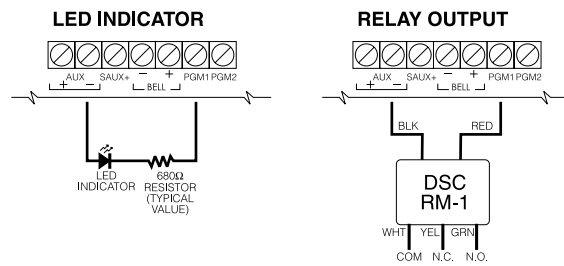 LED INDICATOR
AUX SAUX+ − + PGM1 PGM2
+ − BELL
LED
INDICATOR
680Ω
RESISTOR
(TYPICAL
VALUE)
RELAY OUTPUT
AUX SAUX+ − + PGM1 PGM2
+ − BELL
BLK RED
DSC
RM-1
WHT YEL GRN
COM N.C. N.O.